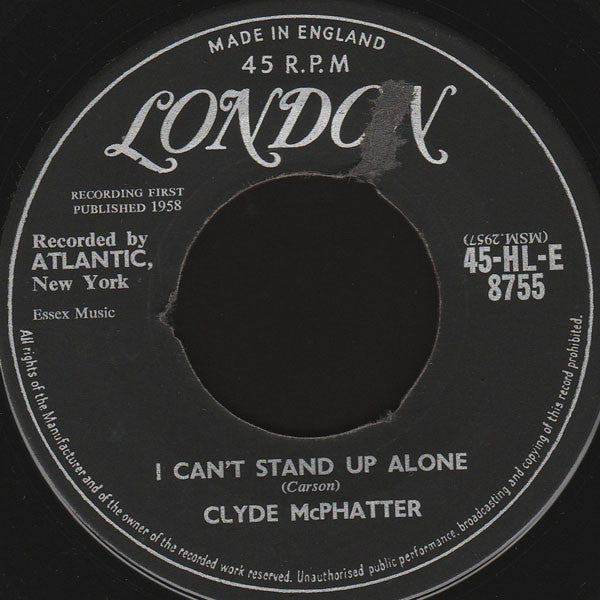 MADE IN ENGLAND
45 R.P.M
LONDON
RECORDING FIRST
PUBLISHED 1958
Recorded by
ATLANTIC,
New York
Essex Music
(MSM.2957)
45-HL-E
8755
I CAN'T STAND UP ALONE
(Carson)
CLYDE McPHATTER
All rights of the Manufacturer and of the owner of the recorded work reserved. Unauthorised public performance, broadcasting and copying of this record prohibited.